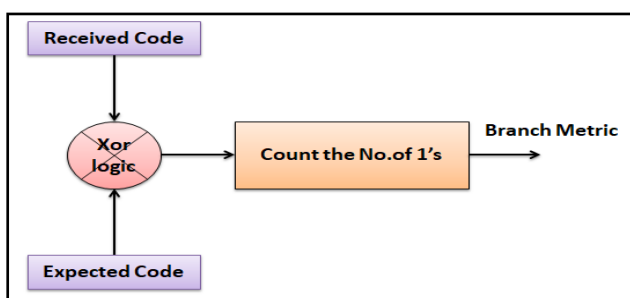 Received Code
Xor
logic
Count the No.of 1's
Branch Metric
Expected Code